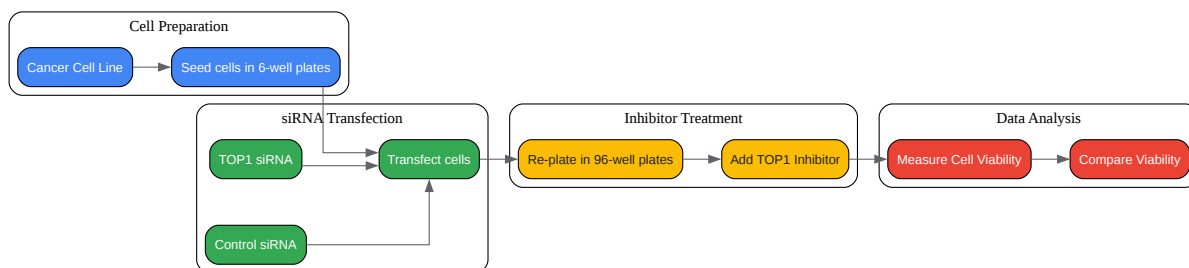 Cell Preparation
Cancer Cell Line
Seed cells in 6-well plates
siRNA Transfection
TOP1 siRNA
Transfect cells
Control siRNA
Inhibitor Treatment
Re-plate in 96-well plates
Add TOP1 Inhibitor
Data Analysis
Measure Cell Viability
Compare Viability